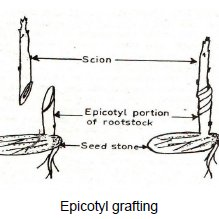 Scion
Epicotyl portion
of rootstock
Seed stone
Epicotyl grafting